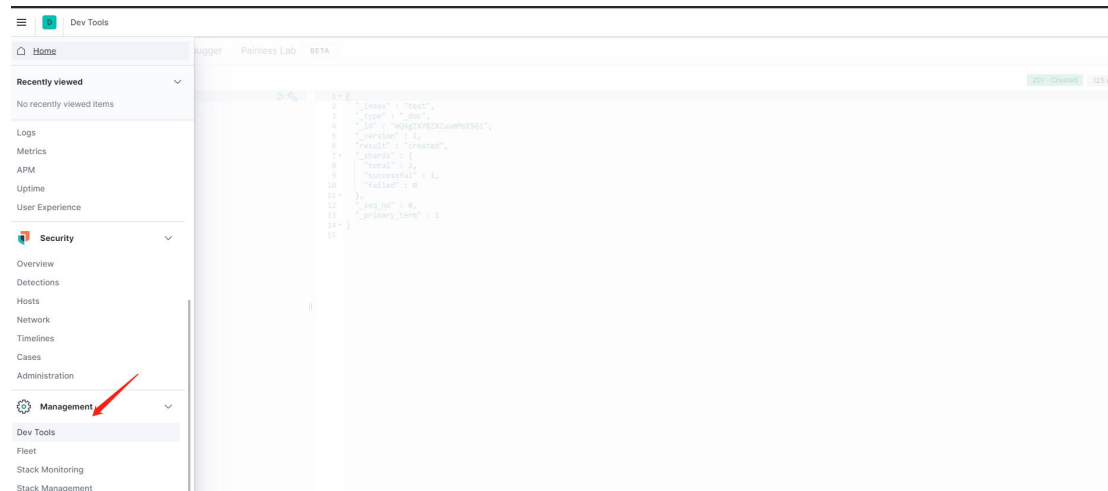 D Dev Tools
Home
ugger Painless Lab BETA
Recently viewed
201 - Created 125
No recently viewed items
1 {
2 "_index" : "test",
3 "_type" : "_doc",
4 "_id" :
5 "_version" : 1,
6 "result" : "created",
7 "_shards" : {
8 "total" : 2,
9 "successful" : 1,
10 "failed" : 0
11 },
12 "_seq_no" : 0,
13 "_primary_term" : 1
14 }
15
Logs
Metrics
APM
Uptime
User Experience
Security
Overview
Detections
Hosts
Network
Timelines
Cases
Administration
Management
Dev Tools
Fleet
Stack Monitoring
Stack Management